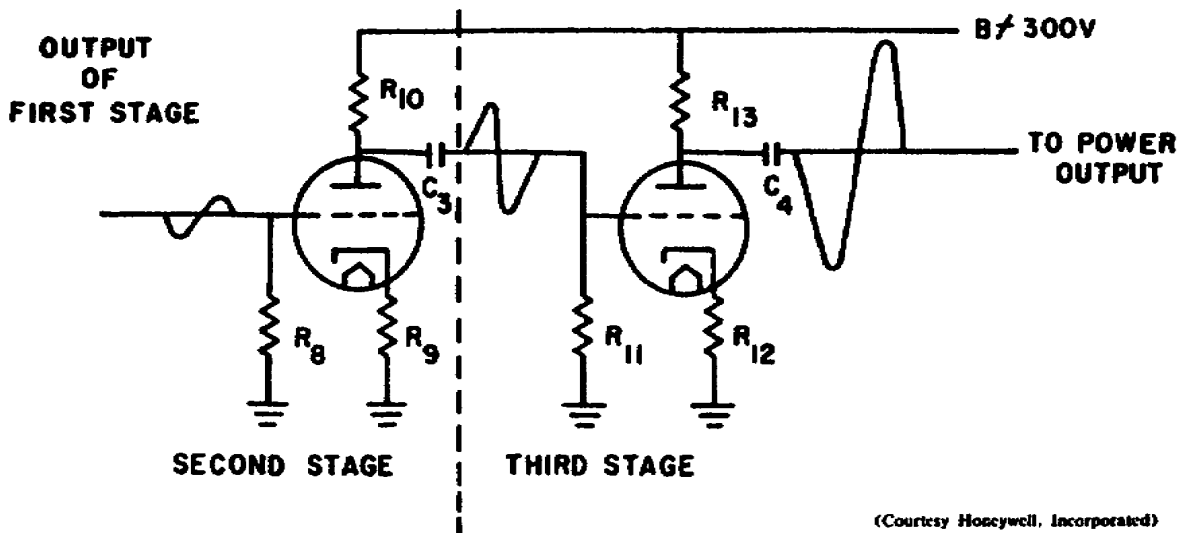 OUTPUT
OF
FIRST STAGE
B≁300V
R10
R13
C3
C4
TO POWER
OUTPUT
R8
R9
R11
R12
SECOND STAGE
THIRD STAGE
(Courtesy Honeywell, Incorporated)